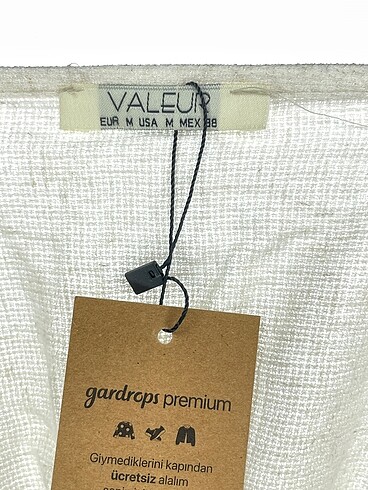 VALEUR
EUR M USA M MEX 38
gardrops premium
Giymediklerini kapından
ücretsiz alalım